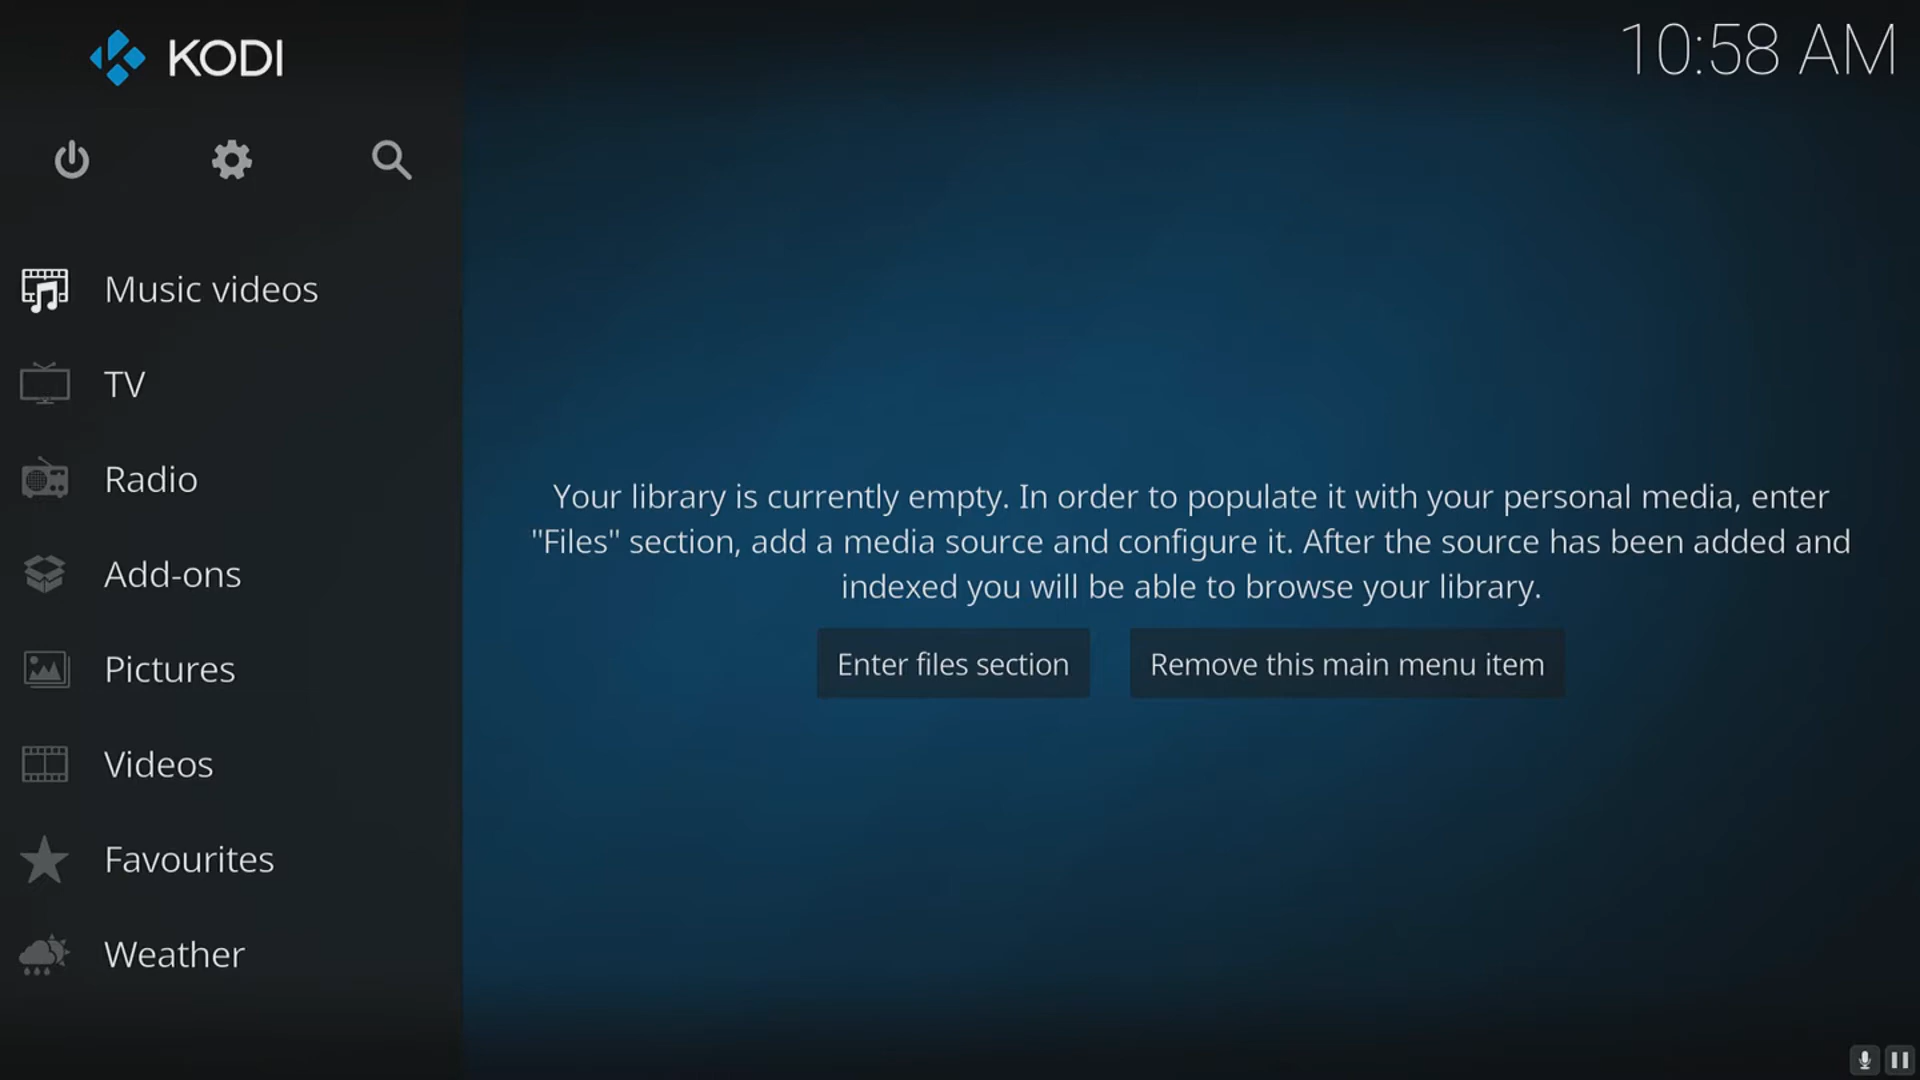 KODI
10:58 AM
Music videos
TV
Radio
Add-ons
Pictures
Videos
Favourites
Weather
Your library is currently empty. In order to populate it with your personal media, enter
"Files" section, add a media source and configure it. After the source has been added and
indexed you will be able to browse your library.
Enter files section
Remove this main menu item